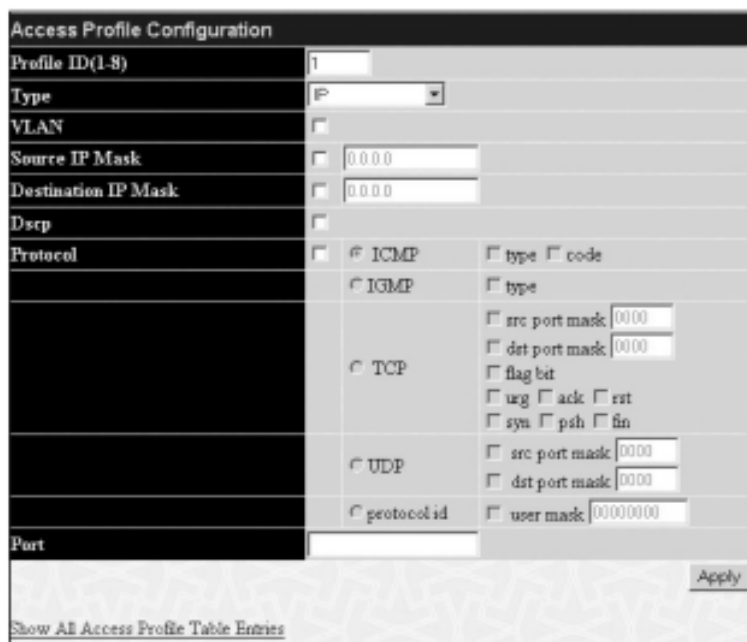 Access Profile Configuration
Profile ID(1-8) 1
Type IP
VLAN
Source IP Mask 0.0.0.0
Destination IP Mask 0.0.0.0
Dscp
Protocol ICMP type code
IGMP type
src port mask 0000
dst port mask 0000
TCP flag bit
urg ack rst
syn psh fin
UDP src port mask 0000
dst port mask 0000
protocol id user mask 00000000
Port
Apply
Show All Access Profile Table Entries